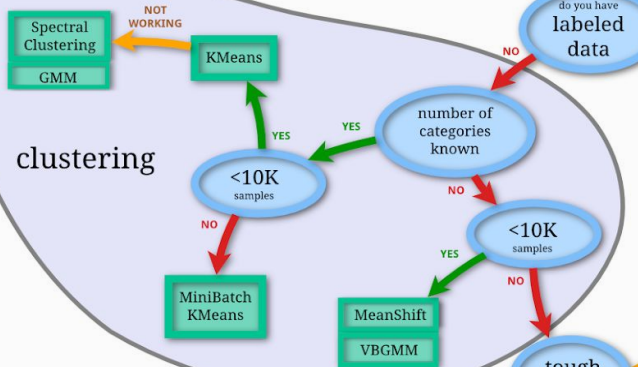 do you have
labeled
data
NO
NOT
WORKING
Spectral
Clustering
GMM
KMeans
number of
categories
known
YES
YES
clustering
<10K
samples
NO
NO
<10K
samples
YES
NO
MiniBatch
KMeans
MeanShift
VBGMM
tough